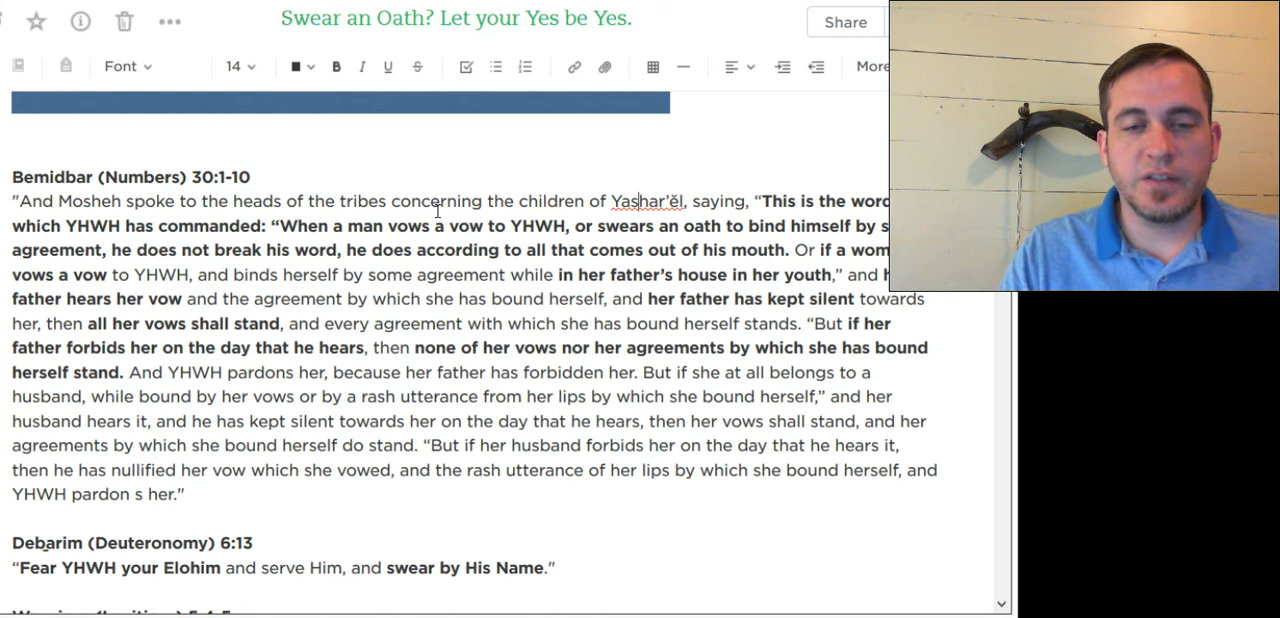 Swear an Oath? Let your Yes be Yes.
Share
Font 14 B I U S More
Bemidbar (Numbers) 30:1-10
"And Mosheh spoke to the heads of the tribes concerning the children of Yashar’ĕl, saying, “This is the word
which YHWH has commanded: “When a man vows a vow to YHWH, or swears an oath to bind himself by s
agreement, he does not break his word, he does according to all that comes out of his mouth. Or if a wom
vows a vow to YHWH, and binds herself by some agreement while in her father’s house in her youth,” and h
father hears her vow and the agreement by which she has bound herself, and her father has kept silent towards
her, then all her vows shall stand, and every agreement with which she has bound herself stands. “But if her
father forbids her on the day that he hears, then none of her vows nor her agreements by which she has bound
herself stand. And YHWH pardons her, because her father has forbidden her. But if she at all belongs to a
husband, while bound by her vows or by a rash utterance from her lips by which she bound herself,” and her
husband hears it, and he has kept silent towards her on the day that he hears, then her vows shall stand, and her
agreements by which she bound herself do stand. “But if her husband forbids her on the day that he hears it,
then he has nullified her vow which she vowed, and the rash utterance of her lips by which she bound herself, and
YHWH pardon s her."
Deḇarim (Deuteronomy) 6:13
“Fear YHWH your Elohim and serve Him, and swear by His Name."